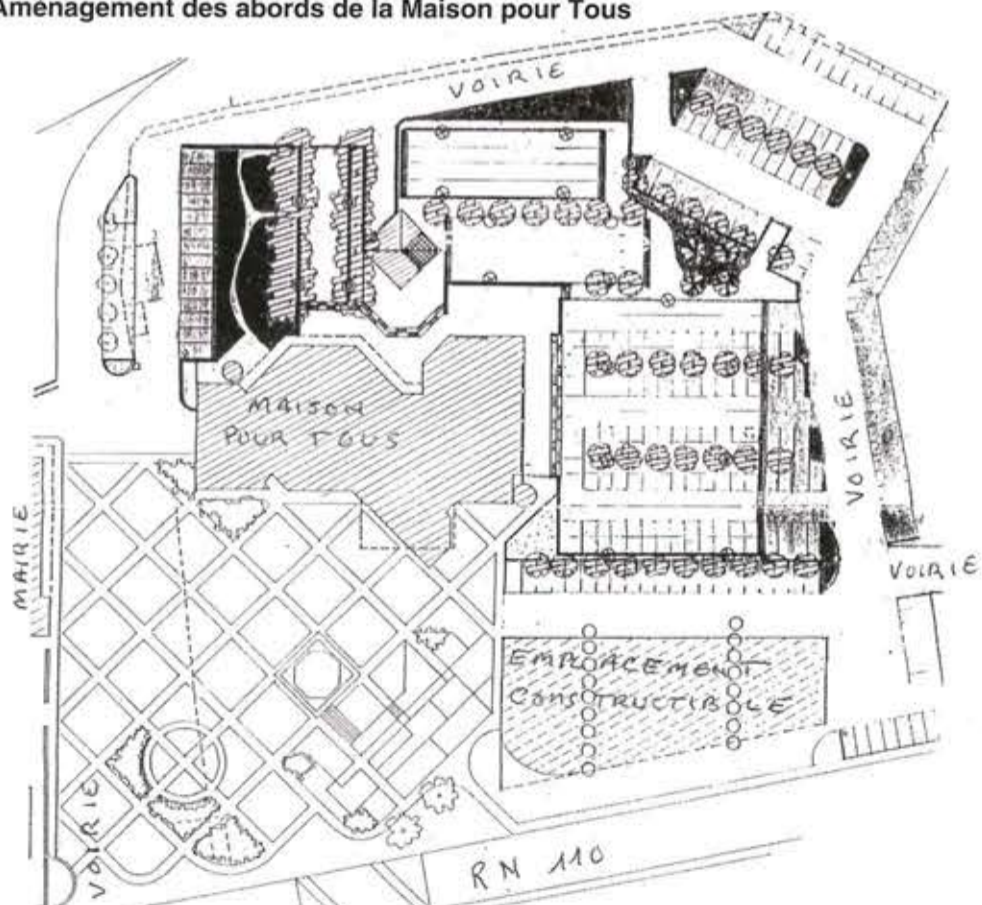 Aménagement des abords de la Maison pour Tous
VOIRIE
MAISON
POUR TOUS
VOIRIE
MAIRIE
VOIRIE
EMPLACEMENT
CONSTRUCTIBLE
VOIRIE
RN 110